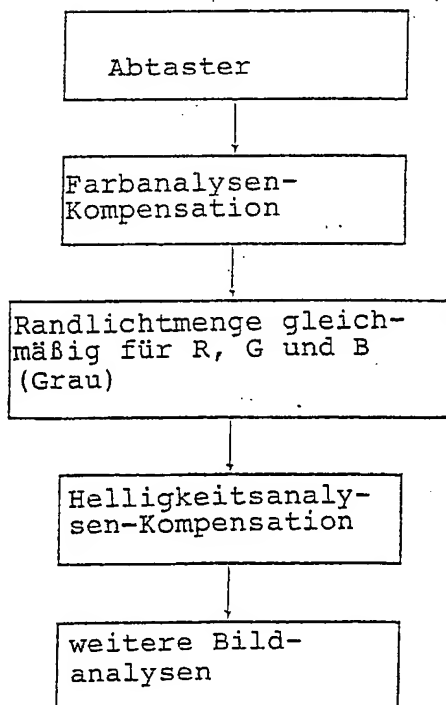 Abtaster
Farbanalysen-
Kompensation
Randlichtmenge gleich-
mäßig für R, G und B
(Grau)
Helligkeitsanaly-
sen-Kompensation
weitere Bild-
analysen